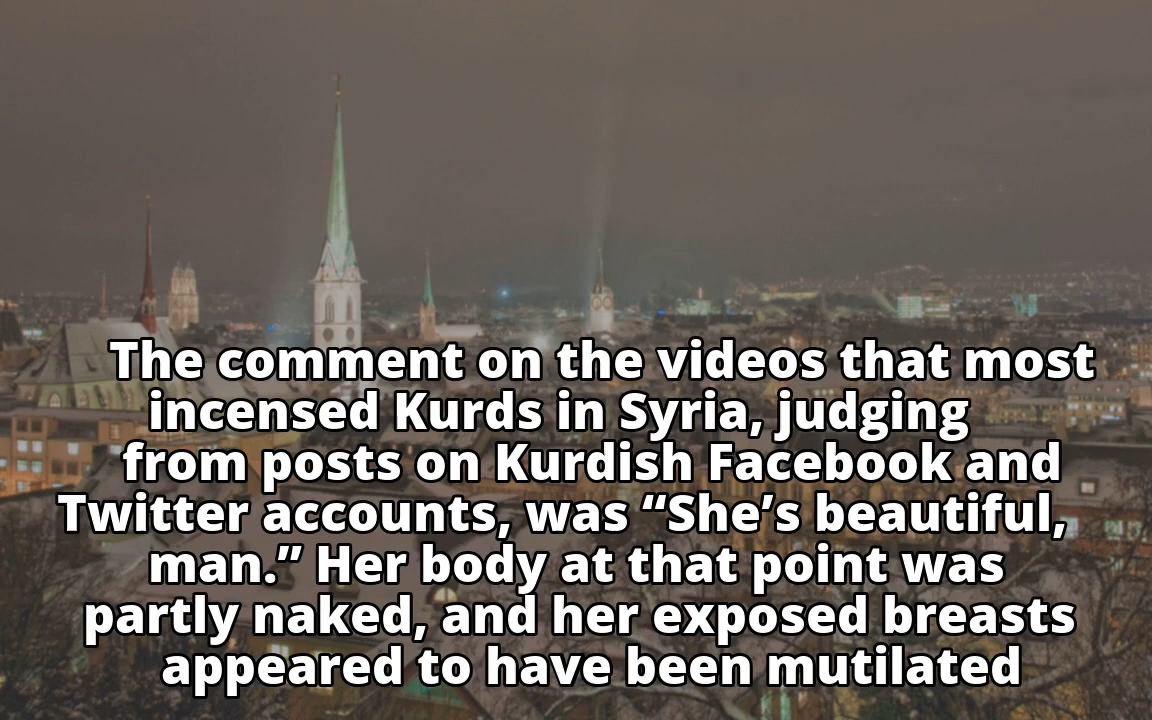 The comment on the videos that most
incensed Kurds in Syria, judging
from posts on Kurdish Facebook and
Twitter accounts, was “She’s beautiful,
man.” Her body at that point was
partly naked, and her exposed breasts
appeared to have been mutilated